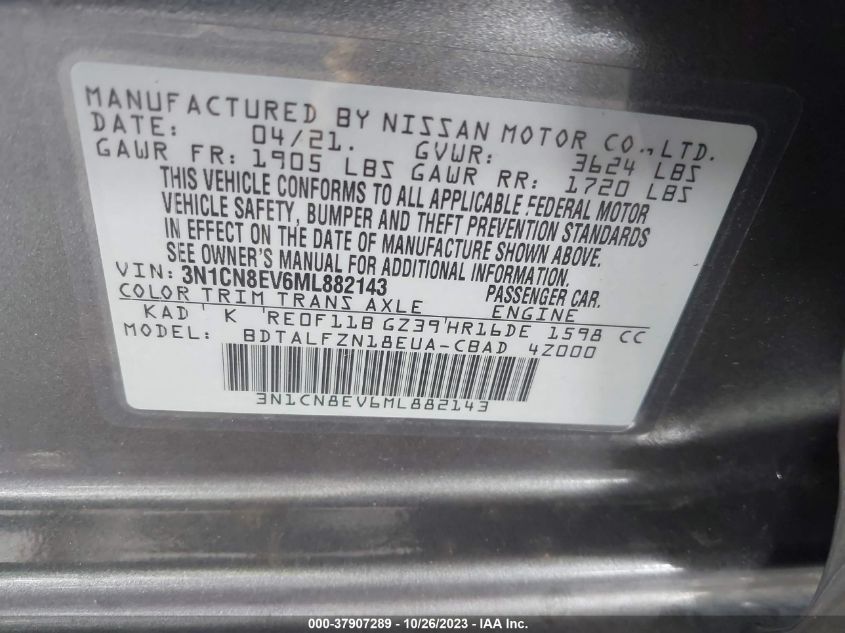 MANUFACTURED BY NISSAN MOTOR CO.,LTD.
DATE: 04/21. GVWR: 3624 LBS
GAWR FR: 1905 LBS GAWR RR: 1720 LBS
THIS VEHICLE CONFORMS TO ALL APPLICABLE FEDERAL MOTOR
VEHICLE SAFETY, BUMPER AND THEFT PREVENTION STANDARDS
IN EFFECT ON THE DATE OF MANUFACTURE SHOWN ABOVE.
SEE OWNER'S MANUAL FOR ADDITIONAL INFORMATION.
VIN: 3N1CN8EV6ML882143 PASSENGER CAR.
COLOR TRIM TRANS AXLE ENGINE
KAD K RE0F11B GZ39 HR16DE 1598 CC
MODEL: BDTALFZN18EUA-CBAD 4Z000
3N1CN8EV6ML882143
000-37907289 - 10/26/2023 - IAA Inc.